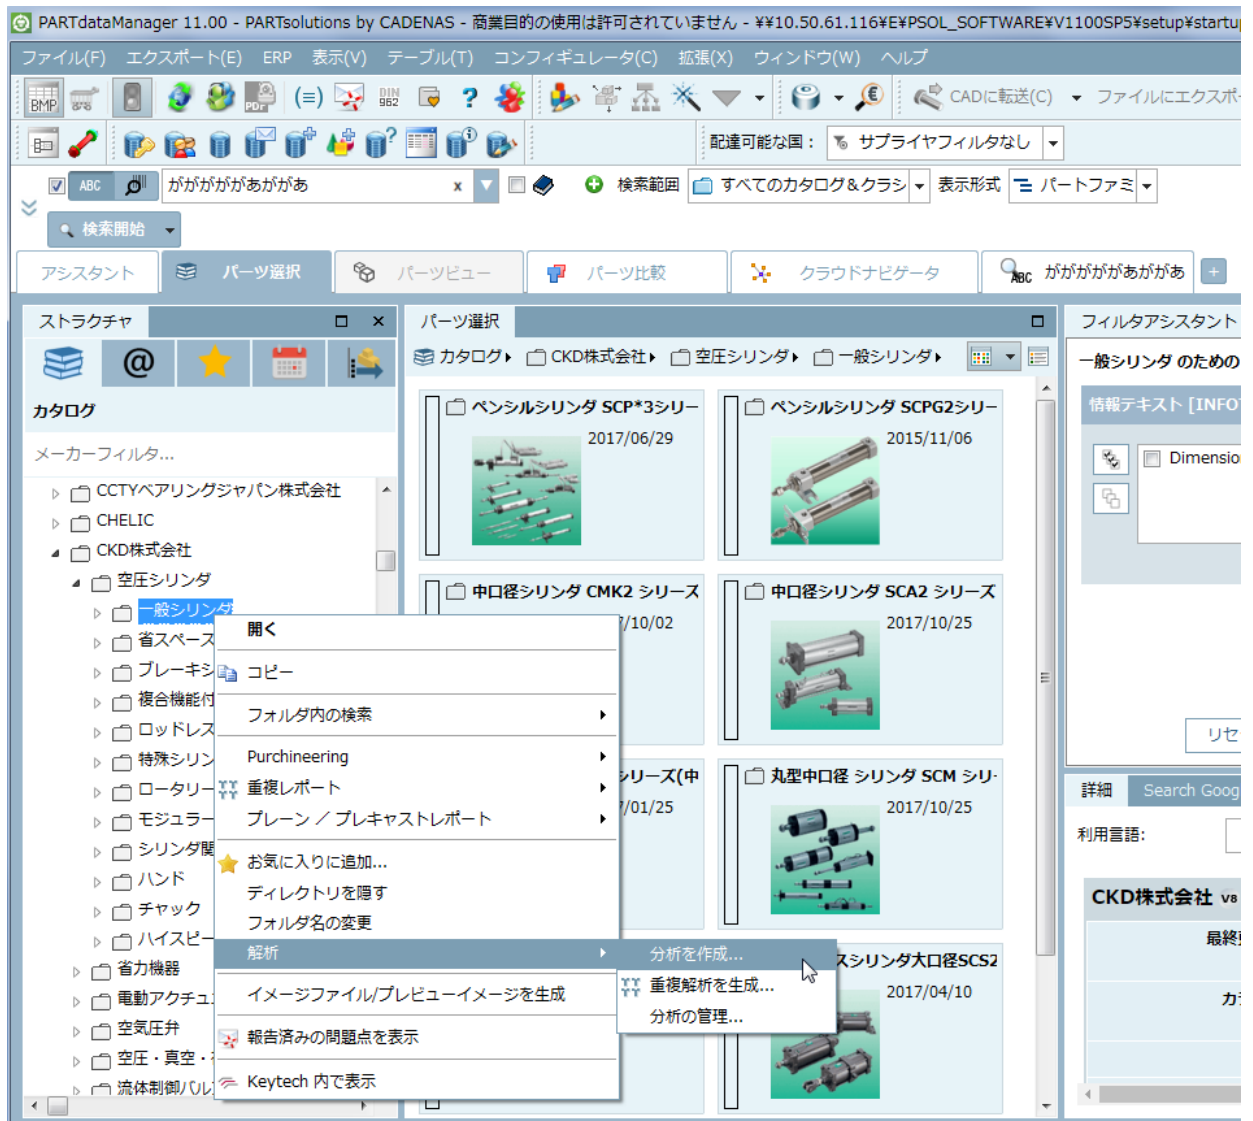 PARTdataManager 11.00 - PARTsolutions by CADENAS - 商業目的の使用は許可されていません - ¥¥10.50.61.116¥E¥PSOL_SOFTWARE¥V1100SP5¥setup¥startu
ファイル(F) エクスポート(E) ERP 表示(V) テーブル(T) コンフィギュレータ(C) 拡張(X) ウィンドウ(W) ヘルプ
BMP PDF (=) DIN 962 ? CADに転送(C) ファイルにエクスポ
配達可能な国： サプライヤフィルタなし
ABC がががががあががあ x 検索範囲 すべてのカタログ&クラシ 表示形式 パートファミ
検索開始
アシスタント パーツ選択 パーツビュー パーツ比較 クラウドナビゲータ ABC がががががあががあ +
ストラクチャ
@
カタログ
メーカーフィルタ...
CCTYベアリングジャパン株式会社
CHELIC
CKD株式会社
空圧シリンダ
一般シリンダ
省スペース
ブレーキシ
複合機能付
ロッドレス
特殊シリン
ロータリー
モジュラー
シリンダ関
ハンド
チャック
ハイスピー
省力機器
電動アクチュ
空気圧弁
空圧・真空・
流体制御バル
開く
コピー
フォルダ内の検索
Purchineering
重複レポート
プレーン ／ プレキャストレポート
お気に入りに追加...
ディレクトリを隠す
フォルダ名の変更
解析
イメージファイル/プレビューイメージを生成
報告済みの問題点を表示
Keytech 内で表示
分析を作成...
重複解析を生成...
分析の管理...
パーツ選択
カタログ CKD株式会社 空圧シリンダ 一般シリンダ
ペンシルシリンダ SCP*3シリー
2017/06/29
ペンシルシリンダ SCPG2シリー
2015/11/06
中口径シリンダ CMK2 シリーズ
/10/02
中口径シリンダ SCA2 シリーズ
2017/10/25
シリーズ(中
/01/25
丸型中口径 シリンダ SCM シリ
2017/10/25
スシリンダ大口径SCS2
2017/04/10
フィルタアシスタント
一般シリンダ のための
情報テキスト [INFO
Dimensio
リセ
詳細 Search Goog
利用言語:
CKD株式会社 V8
最終
カ